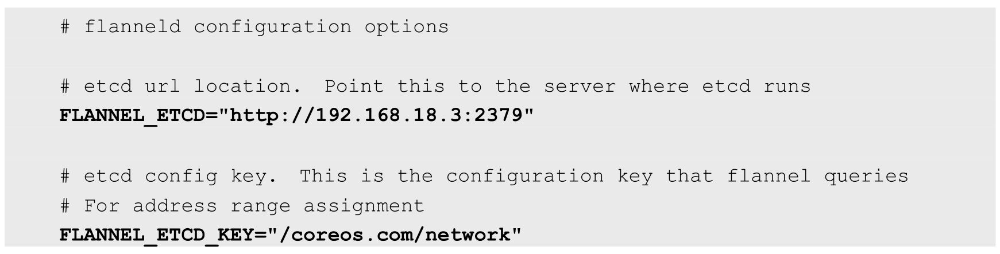 # flanneld configuration options
# etcd url location.  Point this to the server where etcd runs
FLANNEL_ETCD="http://192.168.18.3:2379"
# etcd config key.  This is the configuration key that flannel queries
# For address range assignment
FLANNEL_ETCD_KEY="/coreos.com/network"